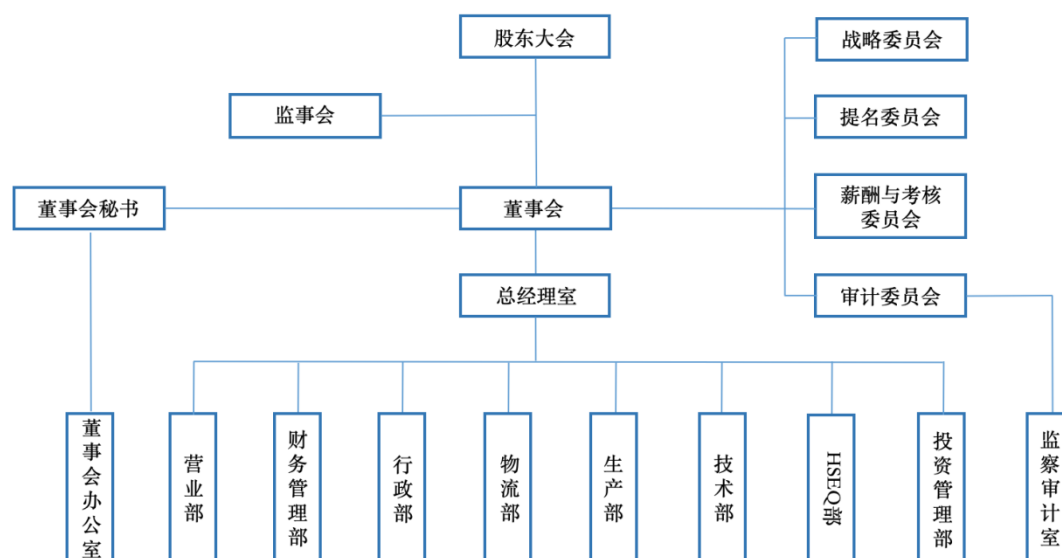 股东大会
战略委员会
监事会
提名委员会
董事会秘书
董事会
薪酬与考核
委员会
总经理室
审计委员会
董事会办公室
营业部
财务管理部
行政部
物流部
生产部
技术部
HSEQ部
投资管理部
监察审计室